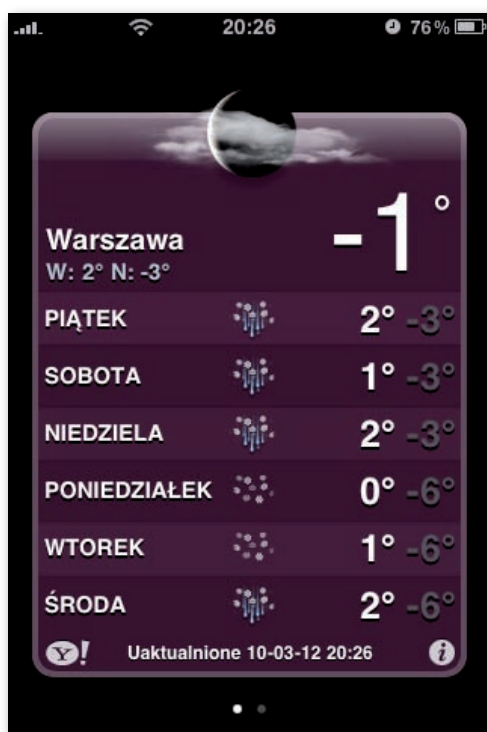 20:26 76%
-1°
Warszawa
W: 2° N: -3°
PIĄTEK 2° -3°
SOBOTA 1° -3°
NIEDZIELA 2° -3°
PONIEDZIAŁEK 0° -6°
WTOREK 1° -6°
ŚRODA 2° -6°
Y! Uaktualnione 10-03-12 20:26 i